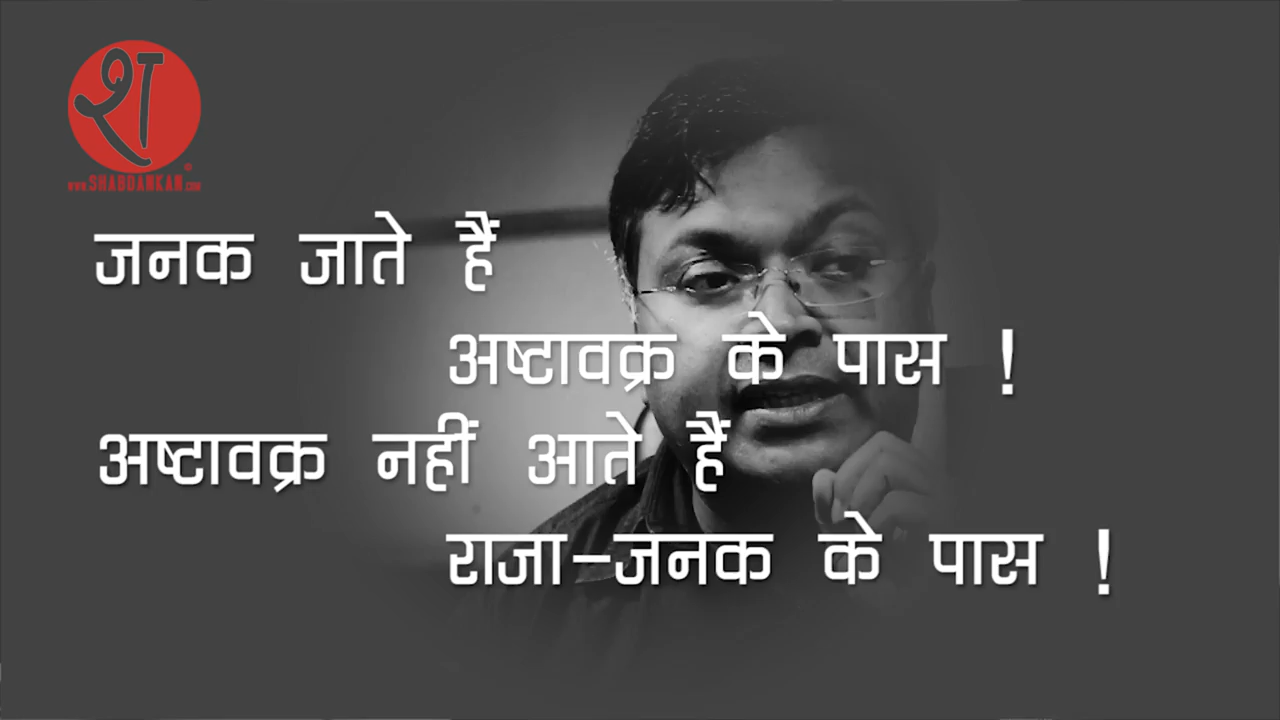 श
www.SHABDANKAN.com
जनक जाते हैं
अष्टावक्र के पास !
अष्टावक्र नहीं आते हैं
राजा-जनक के पास !